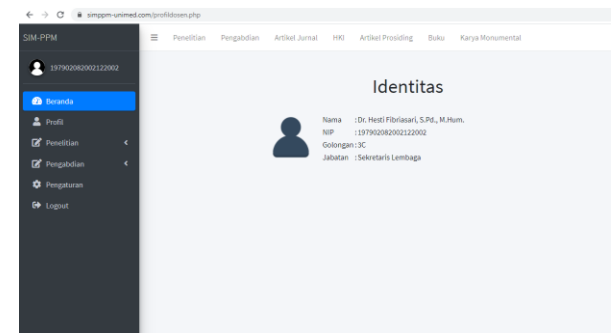 simppm-unimed.com/profildosen.php
SIM-PPM
Penelitian Pengabdian Artikel Jurnal HKI Artikel Prosiding Buku Karya Monumental
197902082002122002
Beranda
Profil
Penelitian
Pengabdian
Pengaturan
Logout
Identitas
Nama : Dr. Hesti Fibriasari, S.Pd., M.Hum.
NIP : 197902082002122002
Golongan : 3C
Jabatan : Sekretaris Lembaga